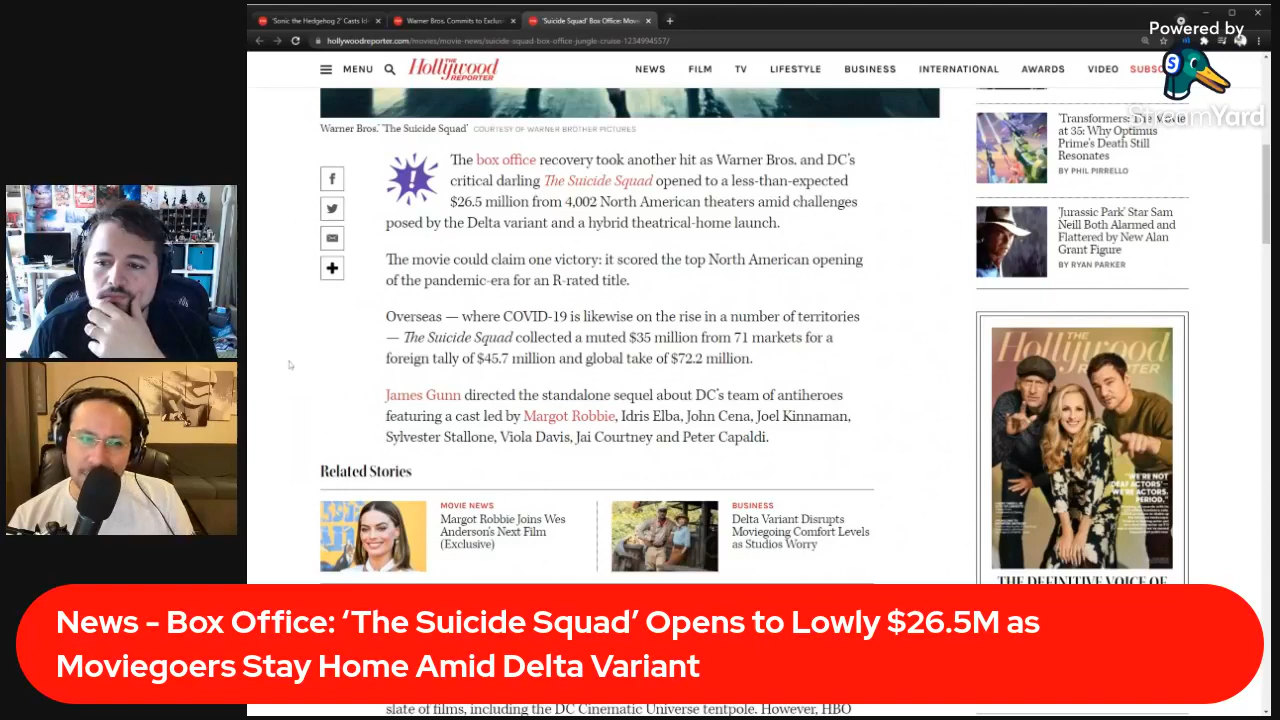 'Sonic the Hedgehog 2' Casts Id
Warner Bros. Commits to Exclus
'Suicide Squad' Box Office: Mov
hollywoodreporter.com/movies/movie-news/suicide-squad-box-office-jungle-cruise-1234994557/
Powered by
StreamYard
MENU
THE
Hollywood
REPORTER
NEWS
FILM
TV
LIFESTYLE
BUSINESS
INTERNATIONAL
AWARDS
VIDEO
Warner Bros.' 'The Suicide Squad'
COURTESY OF WARNER BROTHER PICTURES
The box office recovery took another hit as Warner Bros. and DC's
critical darling The Suicide Squad opened to a less-than-expected
$26.5 million from 4,002 North American theaters amid challenges
posed by the Delta variant and a hybrid theatrical-home launch.
The movie could claim one victory: it scored the top North American opening
of the pandemic-era for an R-rated title.
Overseas — where COVID-19 is likewise on the rise in a number of territories
— The Suicide Squad collected a muted $35 million from 71 markets for a
foreign tally of $45.7 million and global take of $72.2 million.
James Gunn directed the standalone sequel about DC's team of antiheroes
featuring a cast led by Margot Robbie, Idris Elba, John Cena, Joel Kinnaman,
Sylvester Stallone, Viola Davis, Jai Courtney and Peter Capaldi.
Related Stories
MOVIE NEWS
Margot Robbie Joins Wes
Anderson's Next Film
(Exclusive)
BUSINESS
Delta Variant Disrupts
Moviegoing Comfort Levels
as Studios Worry
Transformers: The Movie
at 35: Why Optimus
Prime's Death Still
Resonates
BY PHIL PIRRELLO
'Jurassic Park' Star Sam
Neill Both Alarmed and
Flattered by New Alan
Grant Figure
BY RYAN PARKER
THE
Hollywood
REPORTER
"WE'RE NOT
DEAF ACTORS —
WE'RE ACTORS,
PERIOD."
THE DEFINITIVE VOICE OF
News - Box Office: ‘The Suicide Squad’ Opens to Lowly $26.5M as
Moviegoers Stay Home Amid Delta Variant
slate of films, including the DC Cinematic Universe tentpole. However, HBO